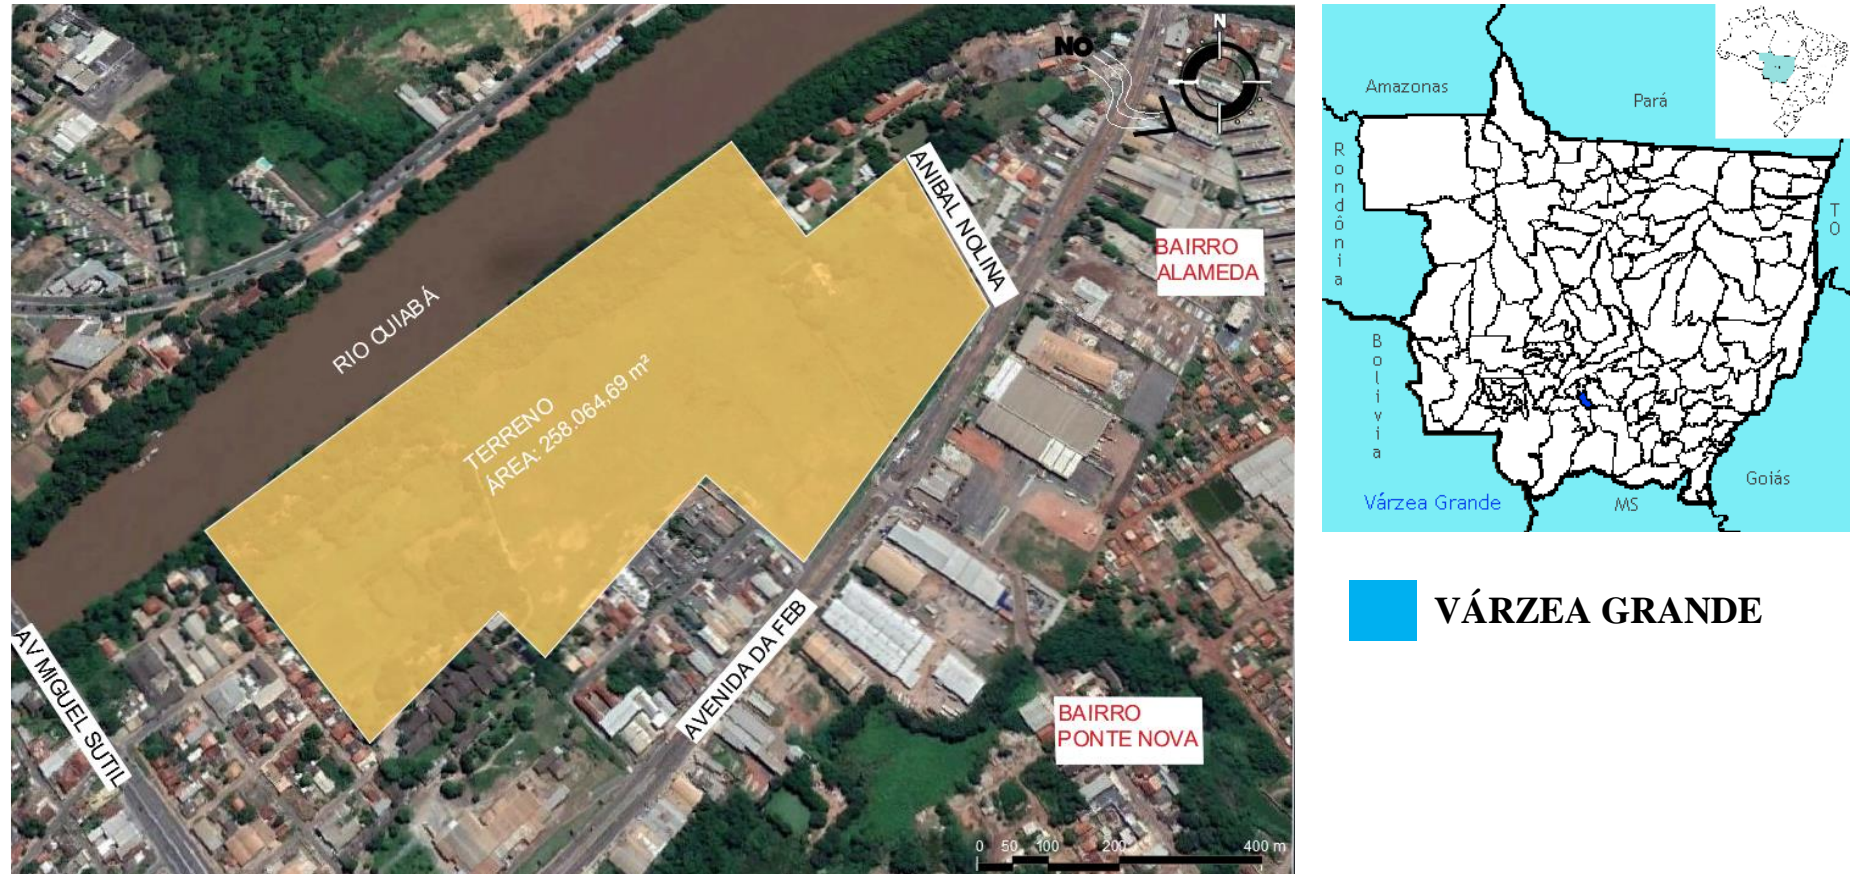 NO
N
ANIBAL NOLINA
BAIRRO
ALAMEDA
RIO CUIABÁ
TERRENO
ÁREA: 258.064,69 m²
AV MIGUEL SUTIL
AVENIDA DA FEB
BAIRRO
PONTE NOVA
0 50 100 200 400 m
Amazonas
Pará
Rondônia
TO
Bolívia
Goiás
Várzea Grande
MS
VÁRZEA GRANDE